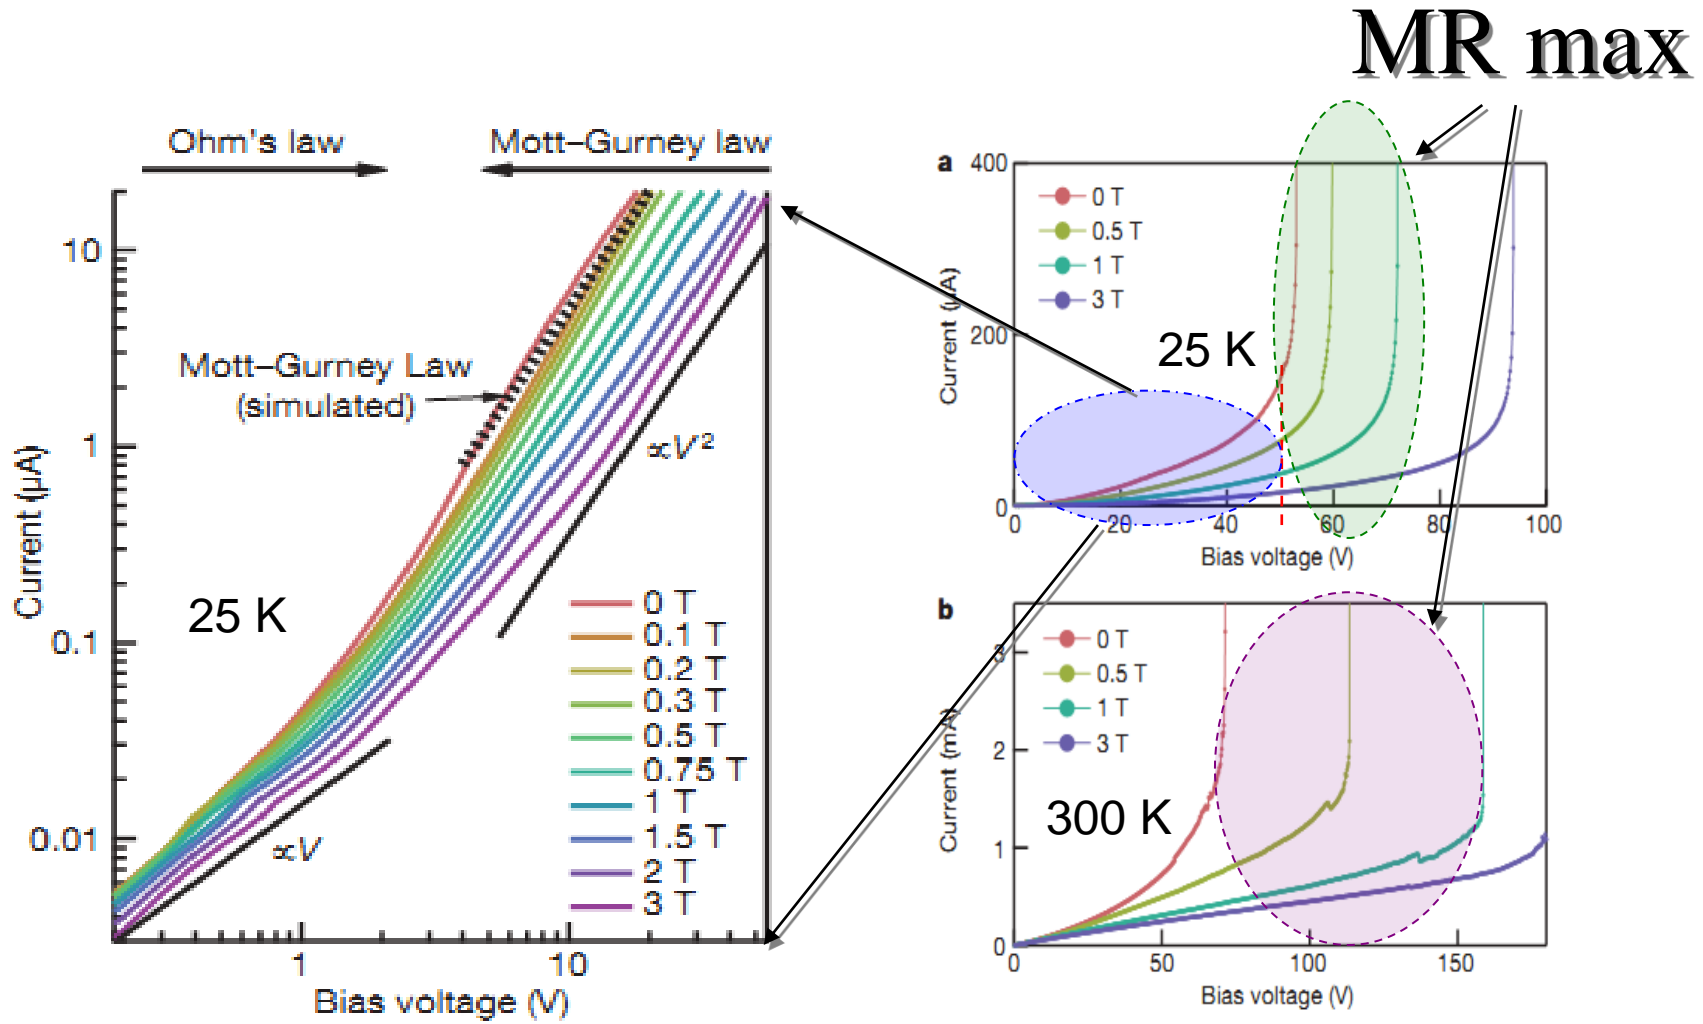 MR max
Ohm's law
Mott–Gurney law
Mott–Gurney Law
(simulated)
∝V²
∝V
25 K
10
1
0.1
0.01
Current (µA)
0 T
0.1 T
0.2 T
0.3 T
0.5 T
0.75 T
1 T
1.5 T
2 T
3 T
1
10
Bias voltage (V)
a
400
200
0
Current (µA)
0 T
0.5 T
1 T
3 T
25 K
0
20
40
60
80
100
Bias voltage (V)
b
3
2
1
0
Current (mA)
0 T
0.5 T
1 T
3 T
300 K
0
50
100
150
Bias voltage (V)